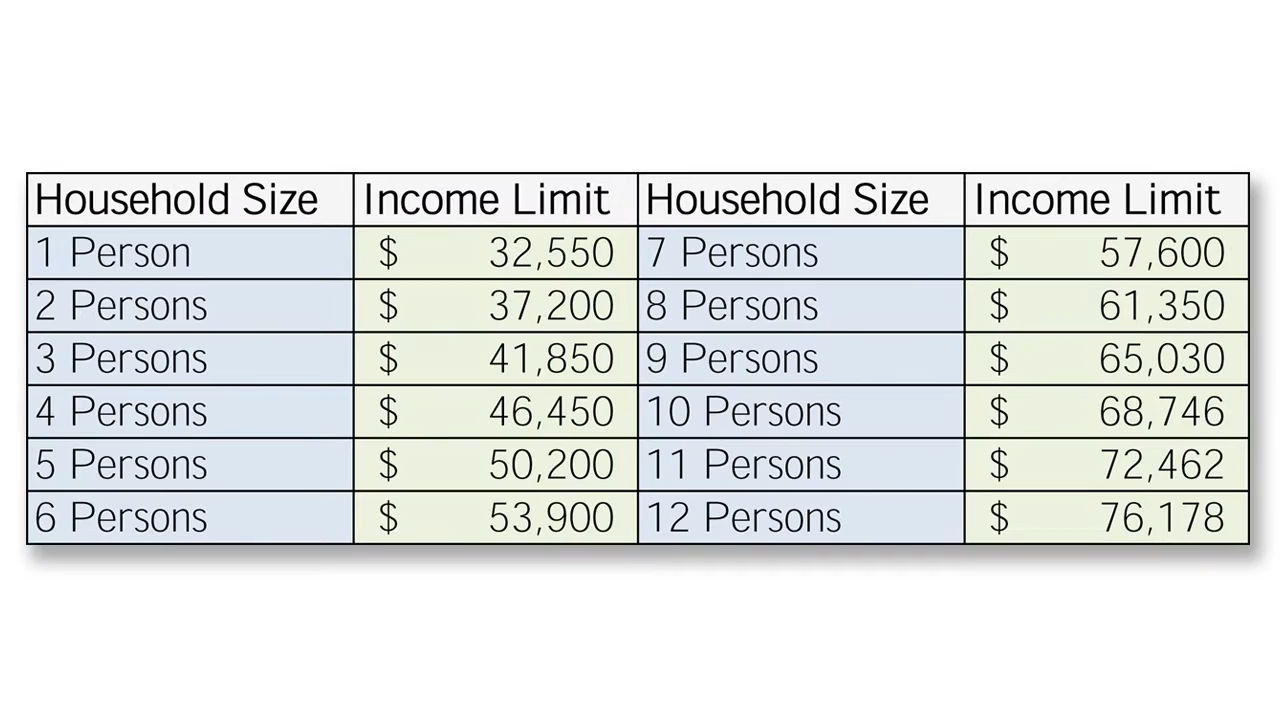 Household Size Income Limit Household Size Income Limit
1 Person $ 32,550 7 Persons $ 57,600
2 Persons $ 37,200 8 Persons $ 61,350
3 Persons $ 41,850 9 Persons $ 65,030
4 Persons $ 46,450 10 Persons $ 68,746
5 Persons $ 50,200 11 Persons $ 72,462
6 Persons $ 53,900 12 Persons $ 76,178